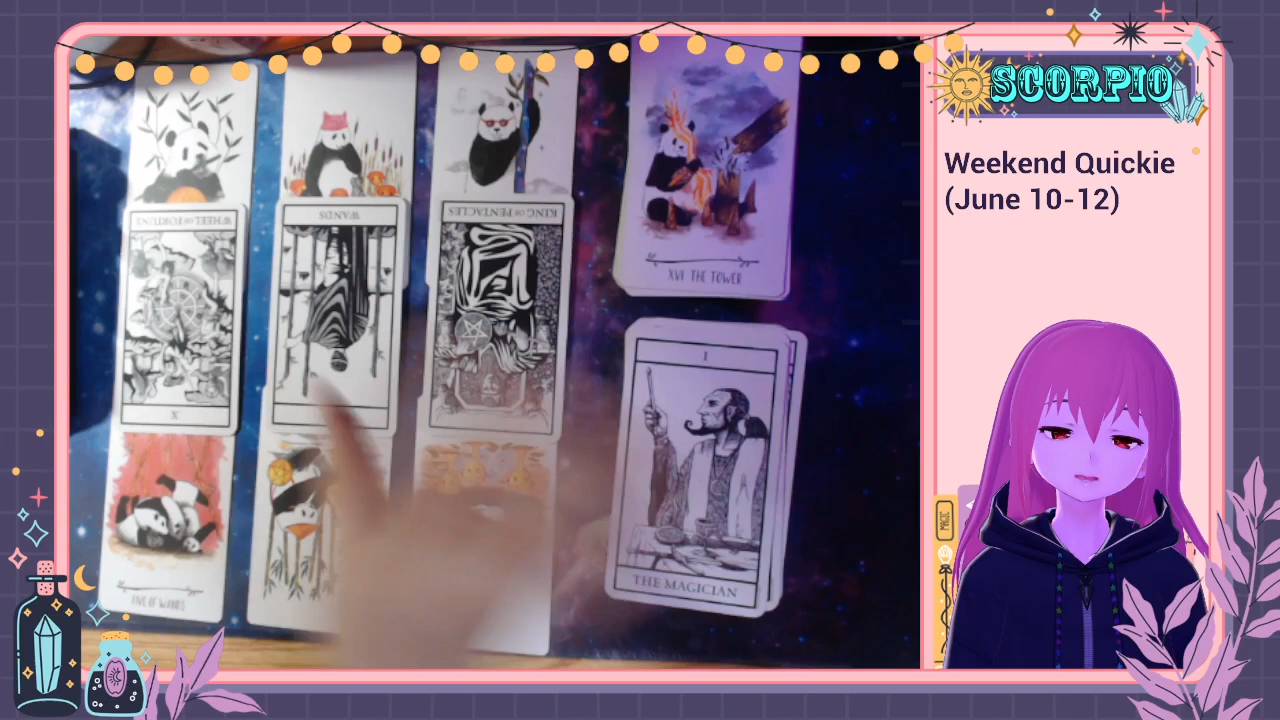 SCORPIO
Weekend Quickie
(June 10-12)
WHEEL OF FORTUNE
WANDS
KING OF PENTACLES
XVI THE TOWER
X
I
THE MAGICIAN
FIVE OF WANDS
MAGIC